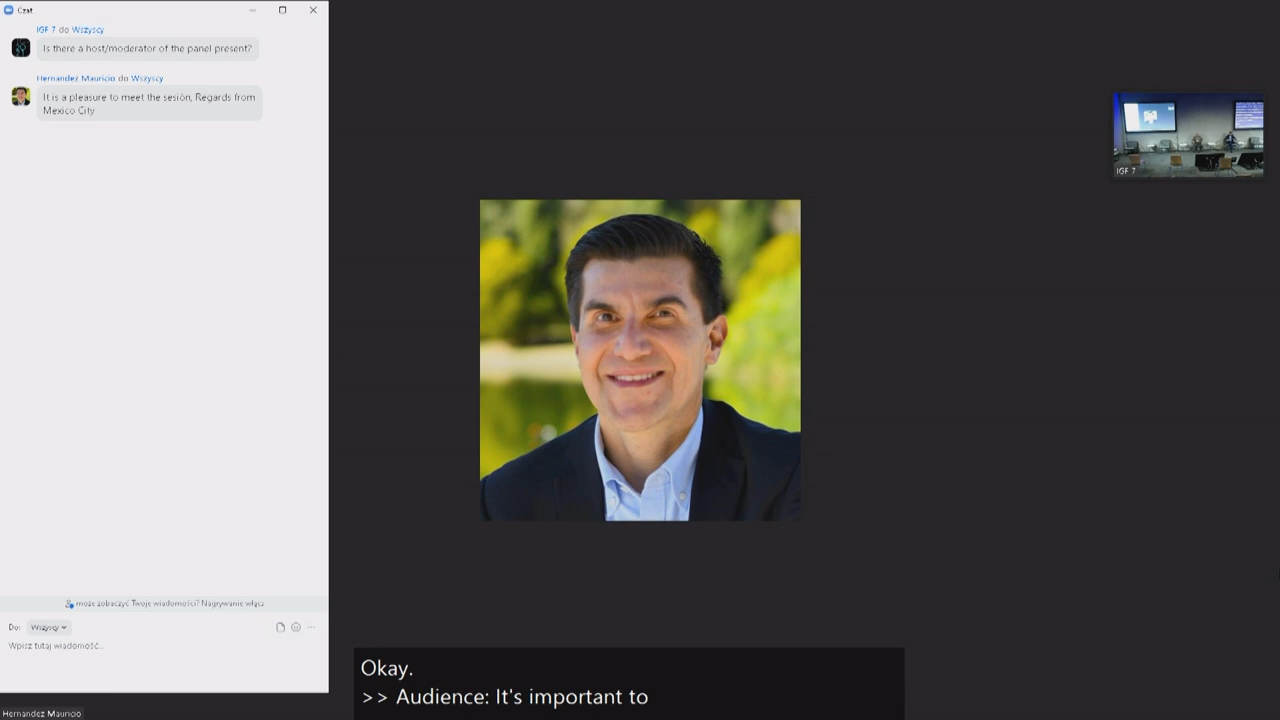 Czat
IGF 7 do Wszyscy
Is there a host/moderator of the panel present?
Hernandez Mauricio do Wszyscy
It is a pleasure to meet the sesión, Regards from
Mexico City
może zobaczyć Twoje wiadomości? Nagrywanie włącz
Do: Wszyscy
Wpisz tutaj wiadomość...
Hernandez Mauricio
IGF 7
Okay.
>> Audience: It's important to